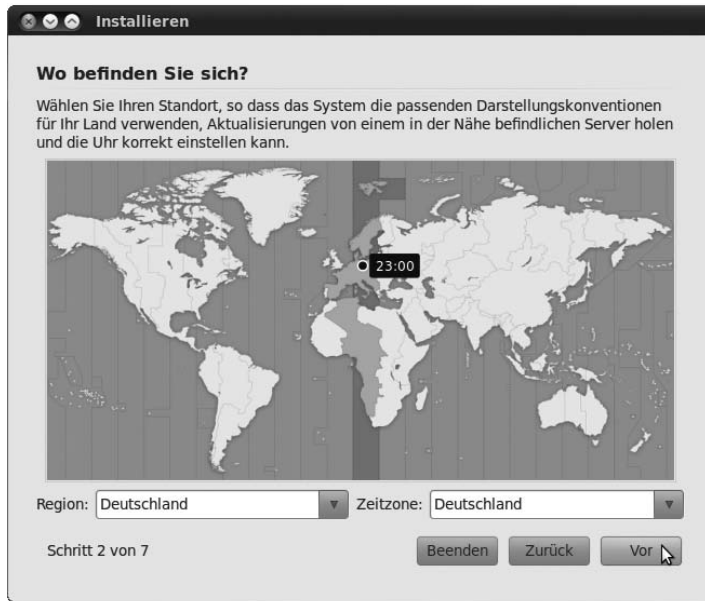 Installieren
Wo befinden Sie sich?
Wählen Sie Ihren Standort, so dass das System die passenden Darstellungskonventionen
für Ihr Land verwenden, Aktualisierungen von einem in der Nähe befindlichen Server holen
und die Uhr korrekt einstellen kann.
23:00
Region: Deutschland Zeitzone: Deutschland
Schritt 2 von 7 Beenden Zurück Vor